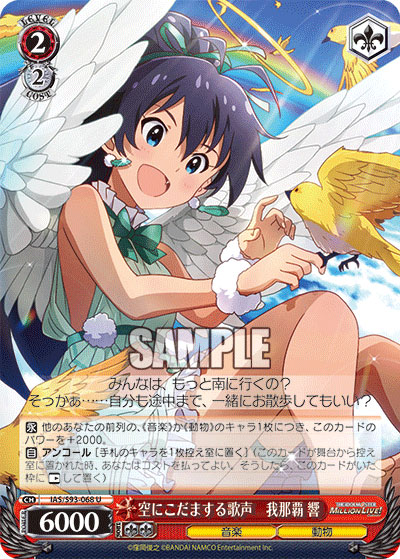 LEVEL
2
2
COST
SAMPLE
みんなは、もっと南に行くの?
そっかぁ……自分も途中まで、一緒にお散歩してもいい?
永 他のあなたの前列の、《音楽》か《動物》のキャラ1枚につき、このカードの
パワーを+2000。
自 アンコール [手札のキャラを1枚控え室に置く] (このカードが舞台から控え
室に置かれた時、あなたはコストを払ってよい。そうしたら、このカードがいた枠
にレストして置く)
IAS/S93-068 U
POWER
6000
空にこだまする歌声 我那覇 響
THE IDOLM@STER
MILLION LIVE!
音楽
動物
©窪岡俊之 ©BANDAI NAMCO Entertainment Inc.